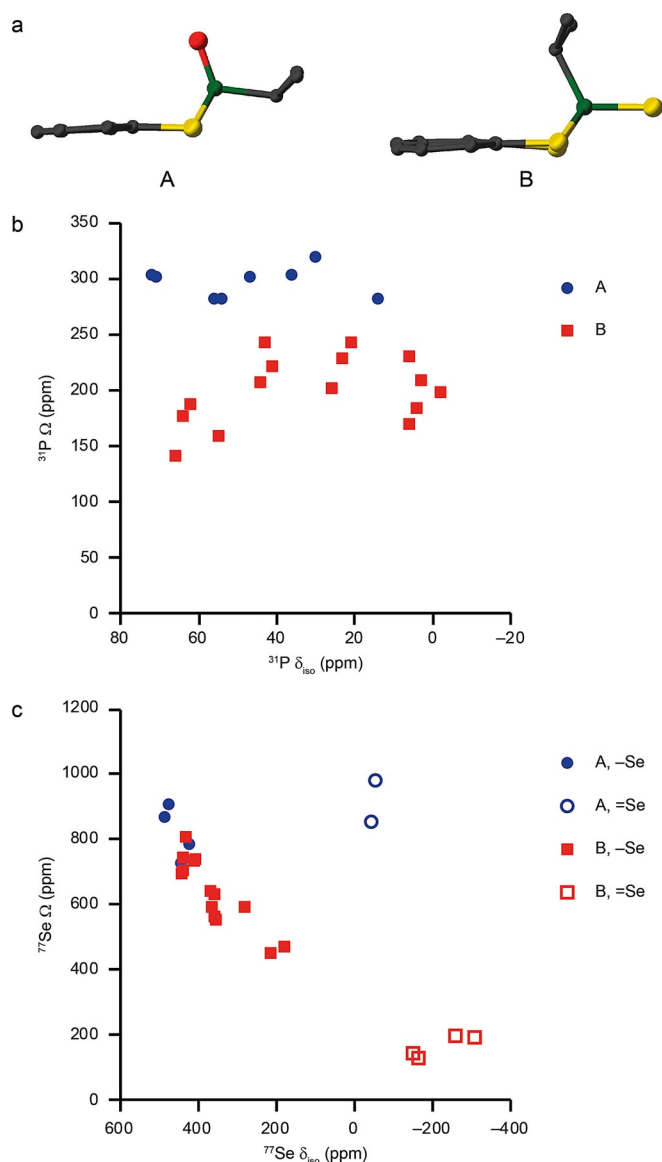 a
A
B
b
350
300
250
200
150
100
50
0
³¹P Ω (ppm)
80
60
40
20
0
–20
³¹P δiso (ppm)
A
B
c
1200
1000
800
600
400
200
0
⁷⁷Se Ω (ppm)
600
400
200
0
–200
–400
⁷⁷Se δiso (ppm)
A, –Se
A, =Se
B, –Se
B, =Se